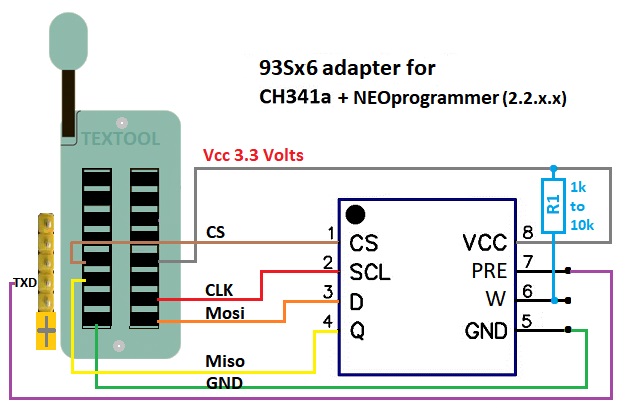 93Sx6 adapter for
CH341a + NEOprogrammer (2.2.x.x)
TEXTOOL
Vcc 3.3 Volts
R1
1k
to
10k
CS
1
CS
VCC
8
2
SCL
PRE
7
TXD
CLK
3
D
W
6
Mosi
4
Q
GND
5
Miso
GND